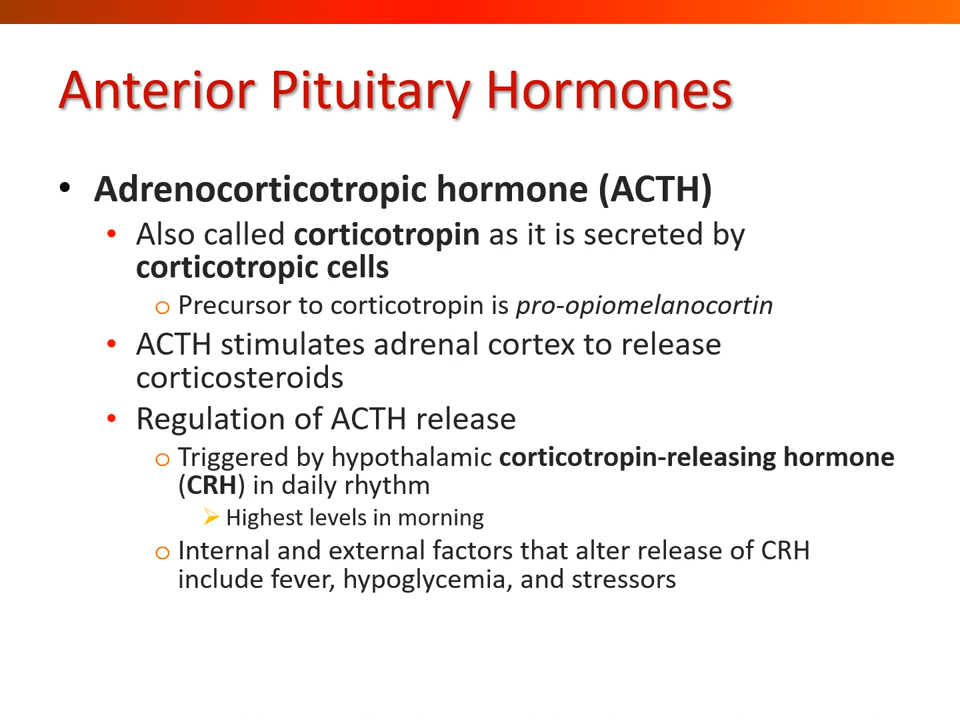 Anterior Pituitary Hormones
• Adrenocorticotropic hormone (ACTH)
• Also called corticotropin as it is secreted by
corticotropic cells
o Precursor to corticotropin is pro-opiomelanocortin
• ACTH stimulates adrenal cortex to release
corticosteroids
• Regulation of ACTH release
o Triggered by hypothalamic corticotropin-releasing hormone
(CRH) in daily rhythm
➢ Highest levels in morning
o Internal and external factors that alter release of CRH
include fever, hypoglycemia, and stressors